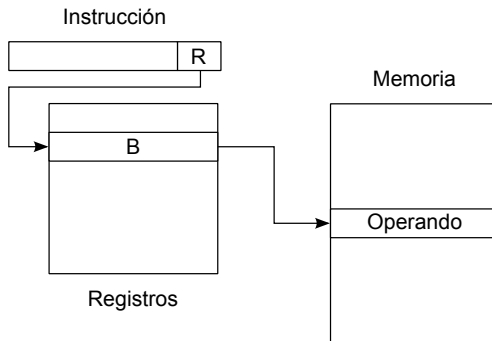 Instrucción
R
Memoria
B
Operando
Registros